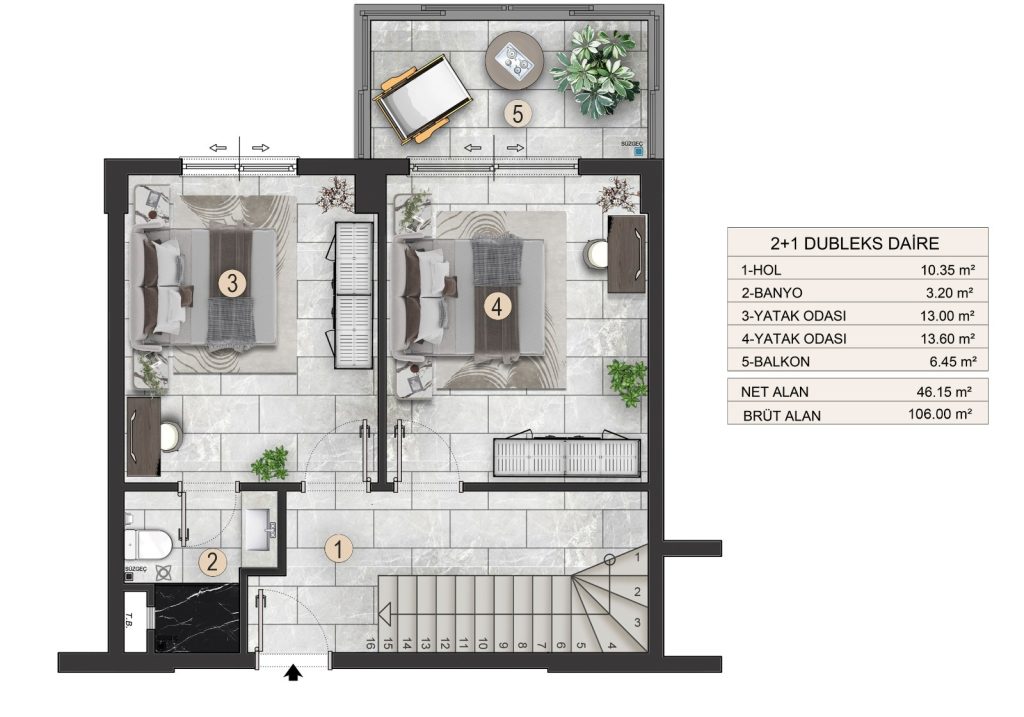 5
SÜZGEÇ
3
4
2+1 DUBLEKS DAİRE
1-HOL 10.35 m²
2-BANYO 3.20 m²
3-YATAK ODASI 13.00 m²
4-YATAK ODASI 13.60 m²
5-BALKON 6.45 m²
NET ALAN 46.15 m²
BRÜT ALAN 106.00 m²
1
2
SÜZGEÇ
T.B.
SÜZGEÇ
1
2
3
16 15 14 13 12 11 10 9 8 7 6 5 4